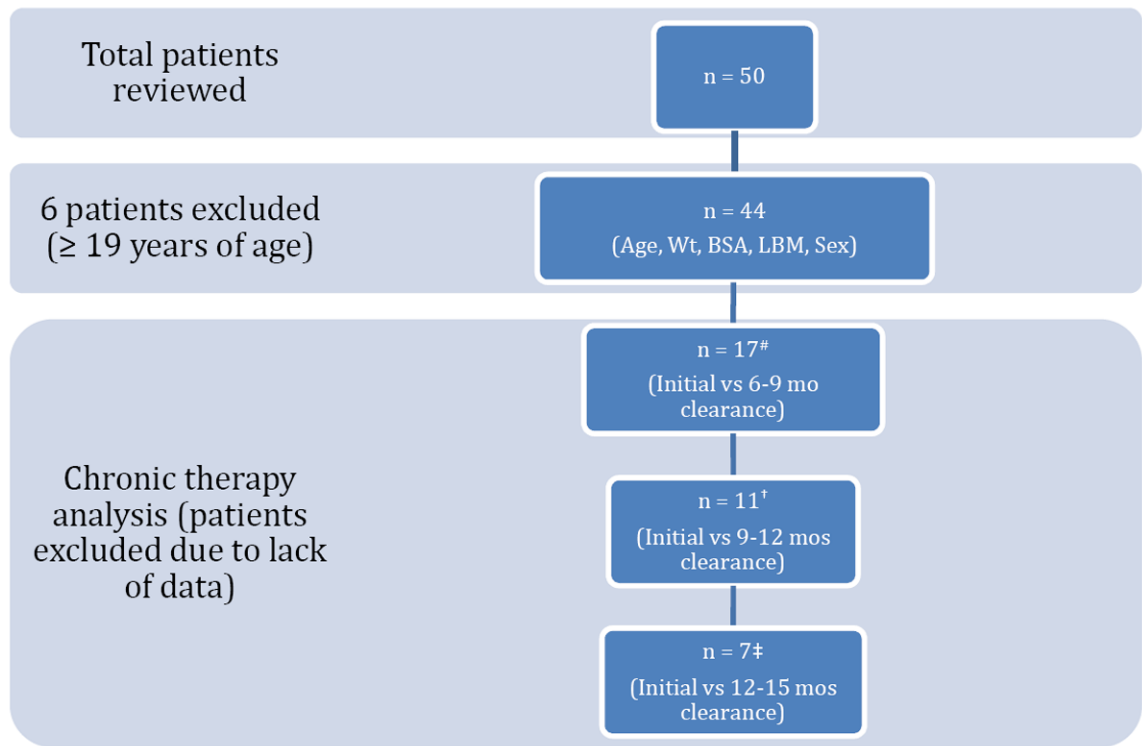 Total patients
reviewed
n = 50
6 patients excluded
(≥ 19 years of age)
n = 44
(Age, Wt, BSA, LBM, Sex)
Chronic therapy
analysis (patients
excluded due to lack
of data)
n = 17#
(Initial vs 6-9 mo
clearance)
n = 11†
(Initial vs 9-12 mos
clearance)
n = 7‡
(Initial vs 12-15 mos
clearance)